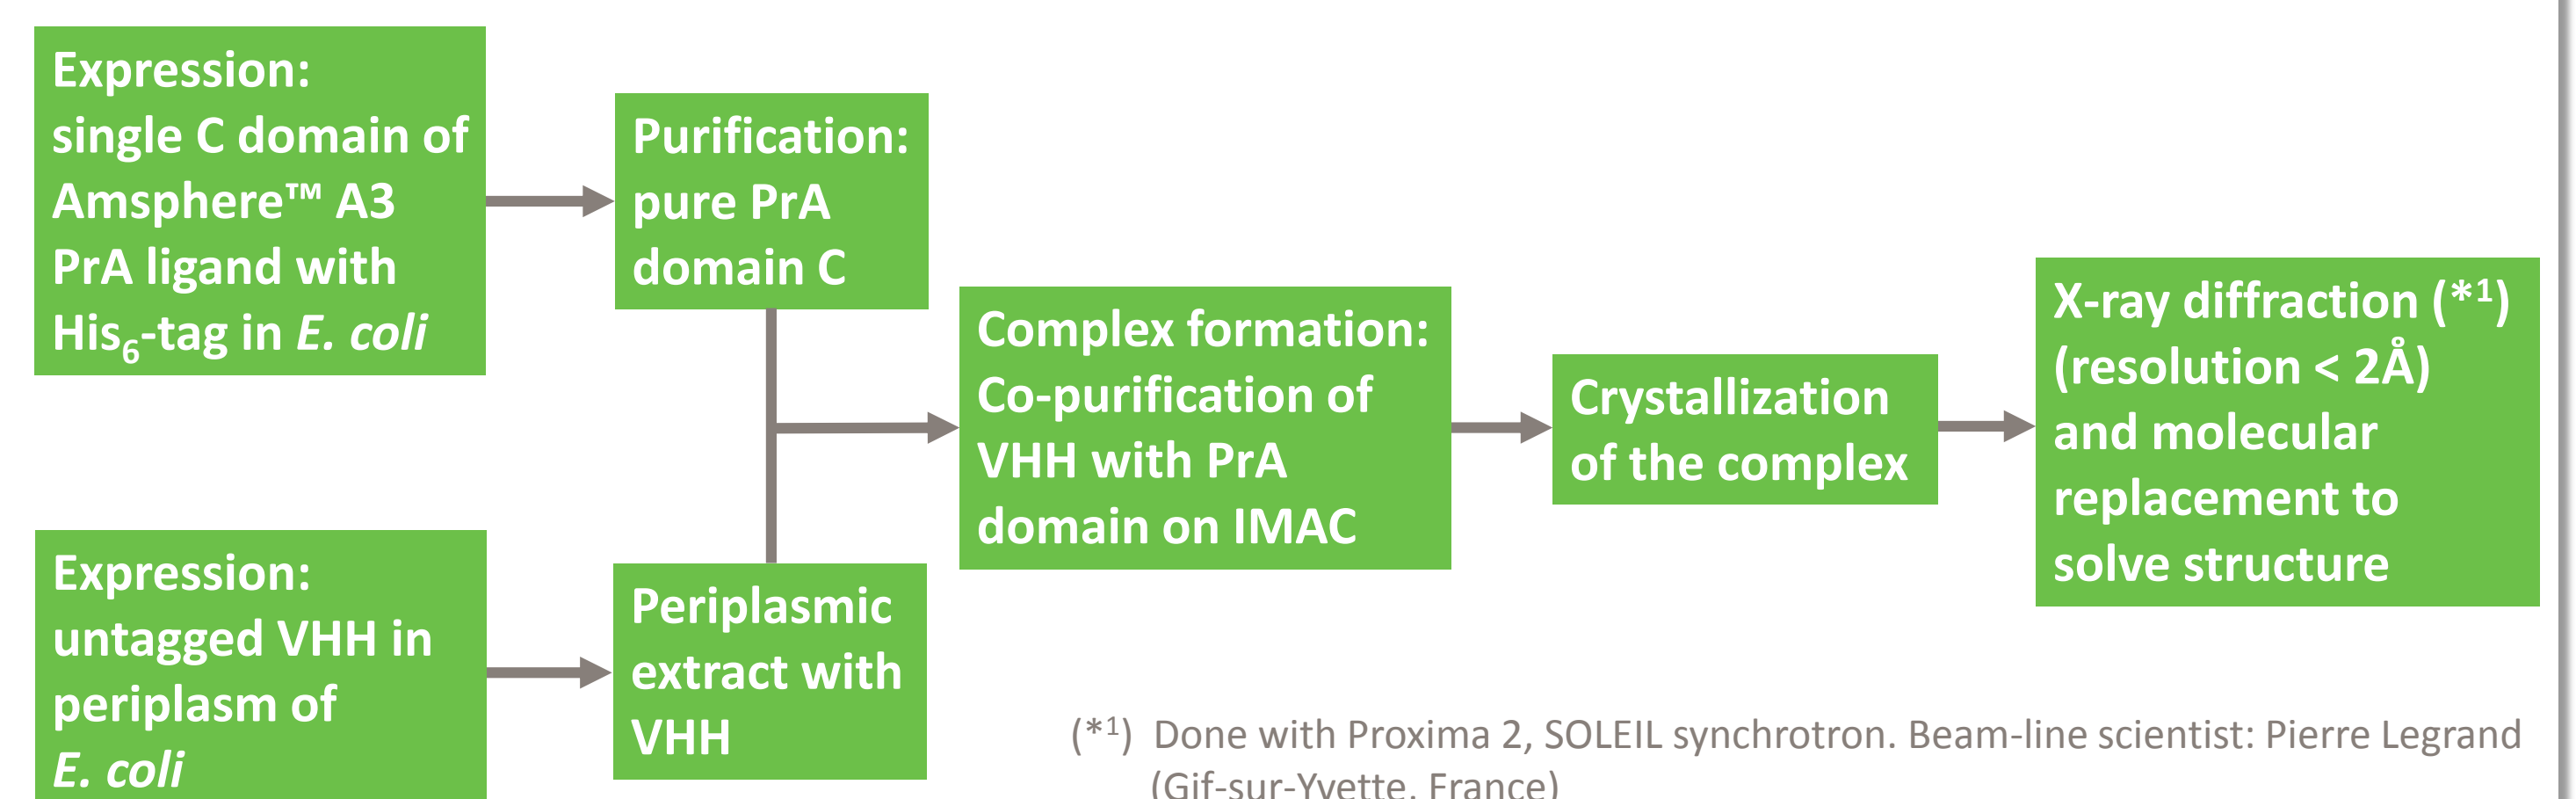 Expression:
single C domain of
Amsphere™ A3
PrA ligand with
His₆-tag in E. coli
Purification:
pure PrA
domain C
Expression:
untagged VHH in
periplasm of
E. coli
Periplasmic
extract with
VHH
Complex formation:
Co-purification of
VHH with PrA
domain on IMAC
Crystallization
of the complex
X-ray diffraction (*¹)
(resolution < 2Å)
and molecular
replacement to
solve structure
(*¹) Done with Proxima 2, SOLEIL synchrotron. Beam-line scientist: Pierre Legrand
(Gif-sur-Yvette, France)